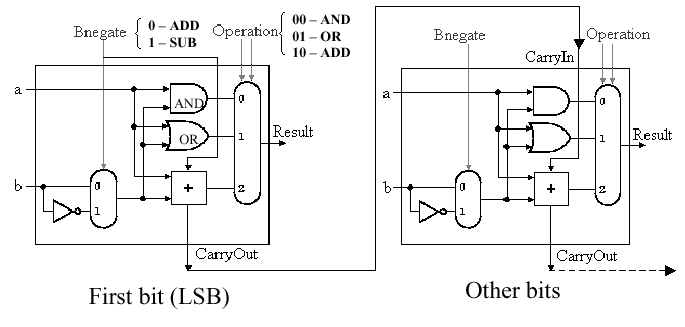 Bnegate
0 – ADD
1 – SUB
Operation
00 – AND
01 – OR
10 – ADD
a
AND
0
OR
1
Result
b
0
1
+
2
CarryOut
First bit (LSB)
Bnegate
Operation
CarryIn
a
0
1
Result
b
0
1
+
2
CarryOut
Other bits